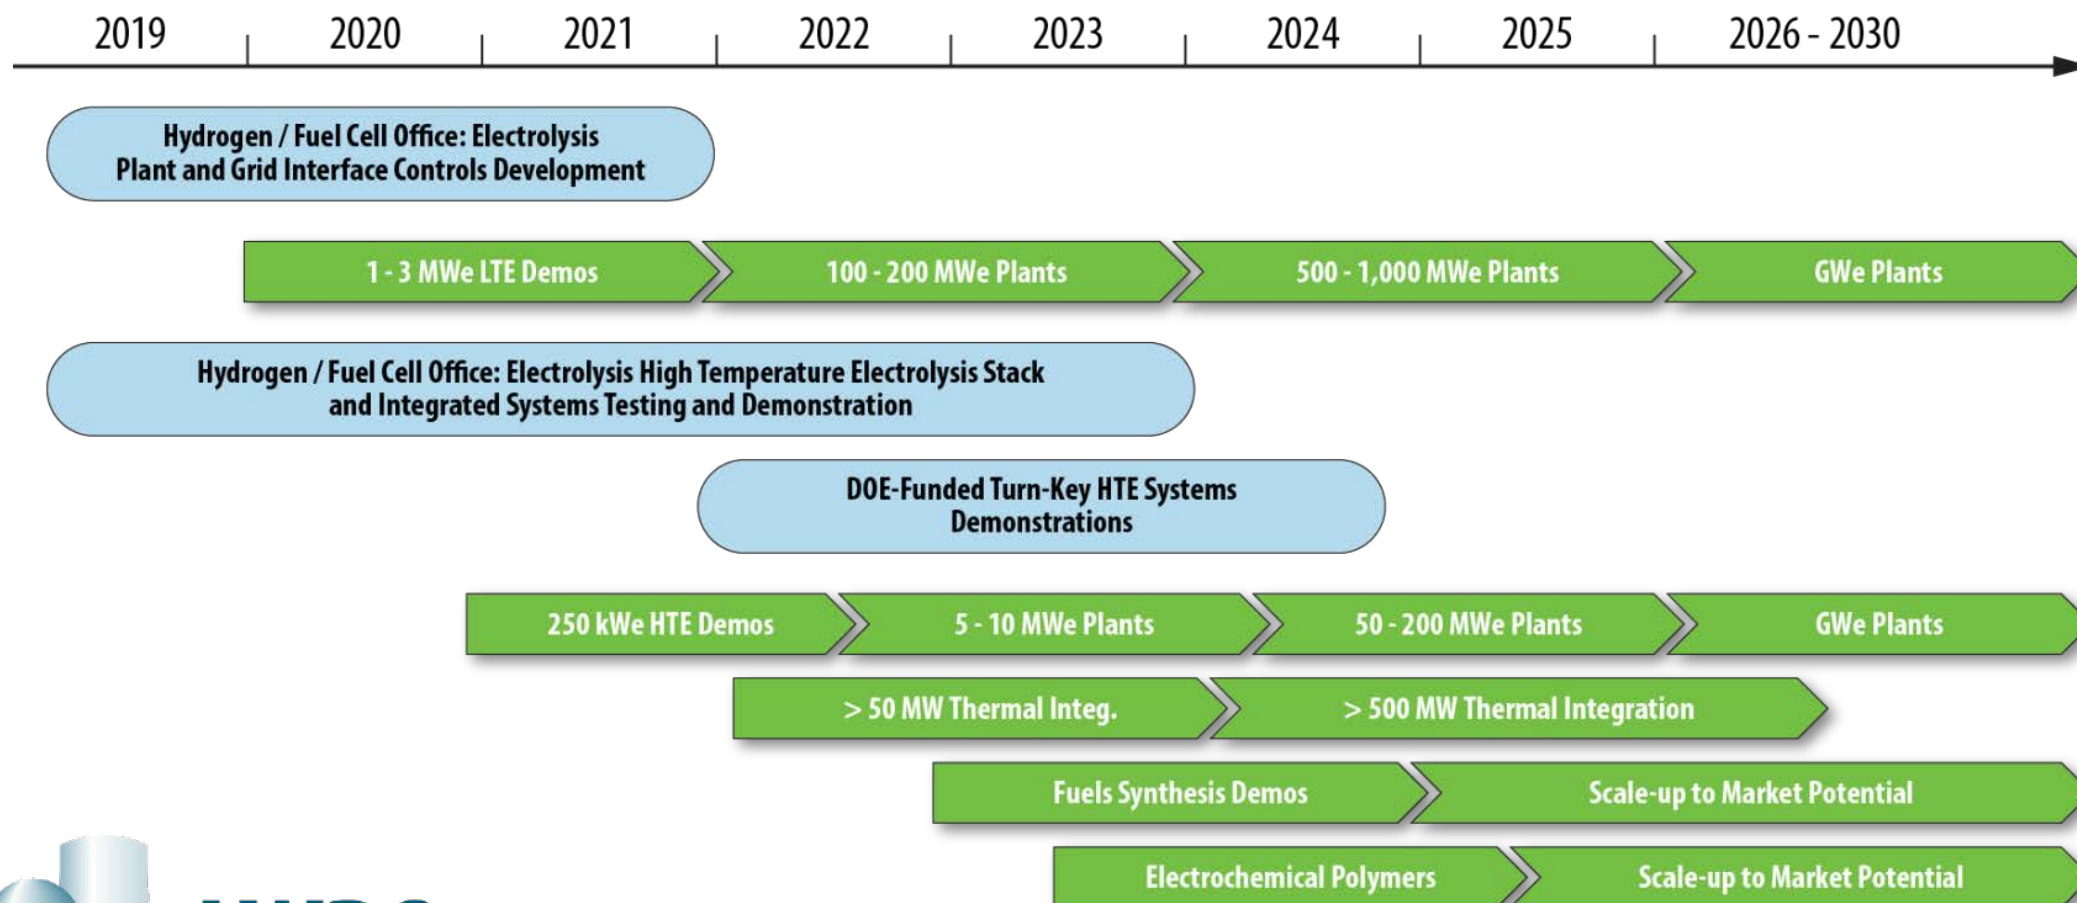 2019 2020 2021 2022 2023 2024 2025 2026 - 2030
Hydrogen / Fuel Cell Office: Electrolysis
Plant and Grid Interface Controls Development
1 - 3 MWe LTE Demos 100 - 200 MWe Plants 500 - 1,000 MWe Plants GWe Plants
Hydrogen / Fuel Cell Office: Electrolysis High Temperature Electrolysis Stack
and Integrated Systems Testing and Demonstration
DOE-Funded Turn-Key HTE Systems
Demonstrations
250 kWe HTE Demos 5 - 10 MWe Plants 50 - 200 MWe Plants GWe Plants
> 50 MW Thermal Integ. > 500 MW Thermal Integration
Fuels Synthesis Demos Scale-up to Market Potential
Electrochemical Polymers Scale-up to Market Potential